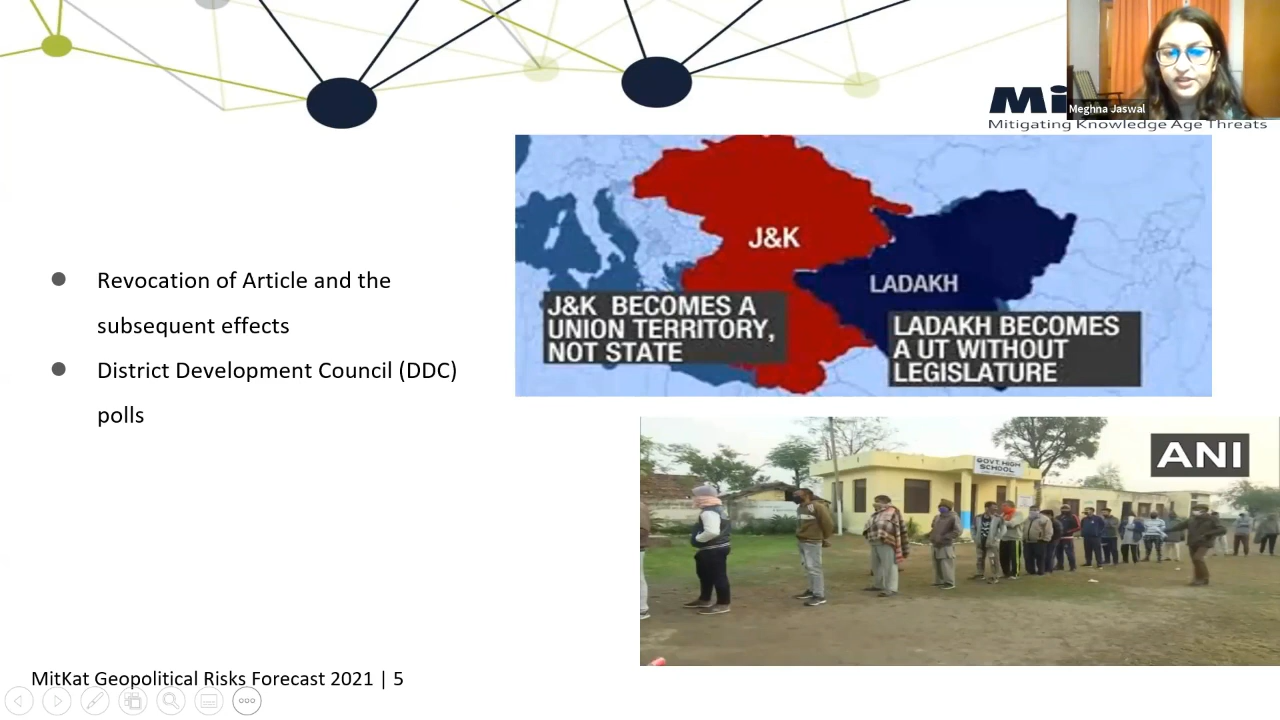 Mi
Meghna Jaswal
Mitigating Knowledge Age Threats
J&K
LADAKH
J&K BECOMES A
UNION TERRITORY,
NOT STATE
LADAKH BECOMES
A UT WITHOUT
LEGISLATURE
Revocation of Article and the
subsequent effects
District Development Council (DDC)
polls
ANI
GOVT. HIGH
SCHOOL
MitKat Geopolitical Risks Forecast 2021 | 5